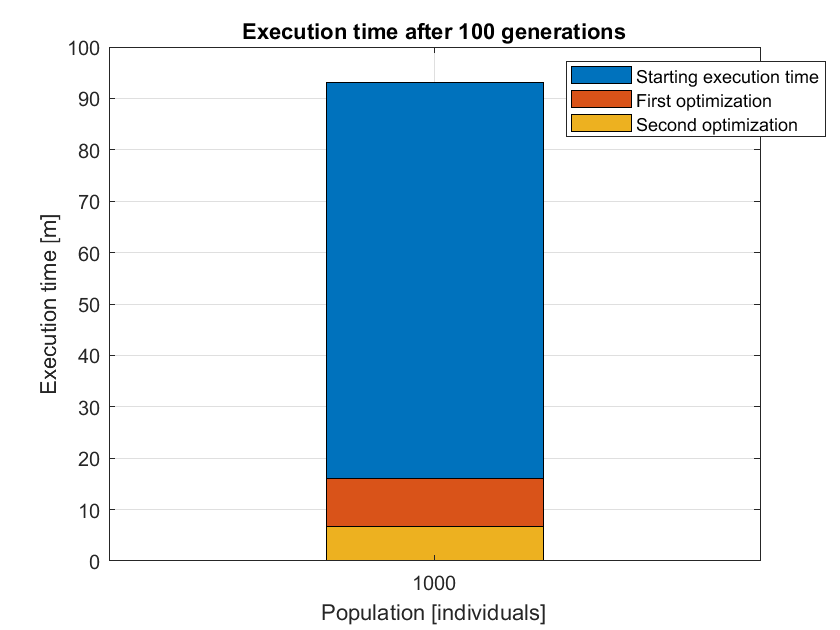 Execution time after 100 generations
Starting execution time
First optimization
Second optimization
Execution time [m]
100
90
80
70
60
50
40
30
20
10
0
1000
Population [individuals]